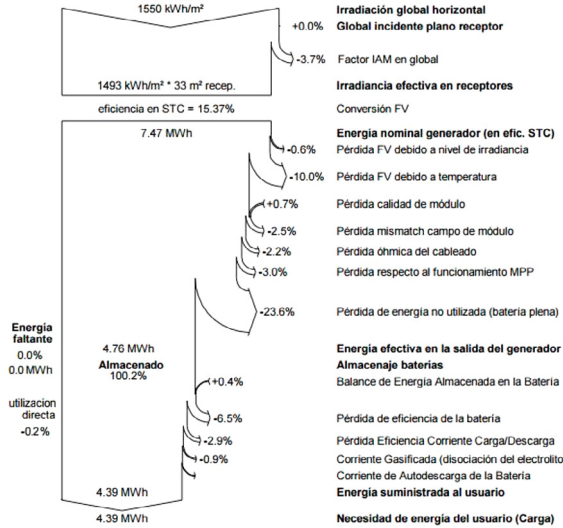 1550 kWh/m²
Irradiación global horizontal
+0.0%
Global incidente plano receptor
-3.7%
Factor IAM en global
1493 kWh/m² * 33 m² recep.
Irradiancia efectiva en receptores
eficiencia en STC = 15.37%
Conversión FV
7.47 MWh
Energía nominal generador (en efic. STC)
-0.6%
Pérdida FV debido a nivel de irradiancia
-10.0%
Pérdida FV debido a temperatura
+0.7%
Pérdida calidad de módulo
-2.5%
Pérdida mismatch campo de módulo
-2.2%
Pérdida óhmica del cableado
-3.0%
Pérdida respecto al funcionamiento MPP
-23.6%
Pérdida de energía no utilizada (batería plena)
Energía
faltante
0.0%
0.0 MWh
4.76 MWh
Energía efectiva en la salida del generador
Almacenado
100.2%
Almacenaje baterias
+0.4%
Balance de Energía Almacenada en la Batería
utilizacion
directa
-0.2%
-6.5%
Pérdida de eficiencia de la batería
-2.9%
Pérdida Eficiencia Corriente Carga/Descarga
-0.9%
Corriente Gasificada (disociación del electrolito
Corriente de Autodescarga de la Batería
4.39 MWh
Energía suministrada al usuario
4.39 MWh
Necesidad de energía del usuario (Carga)